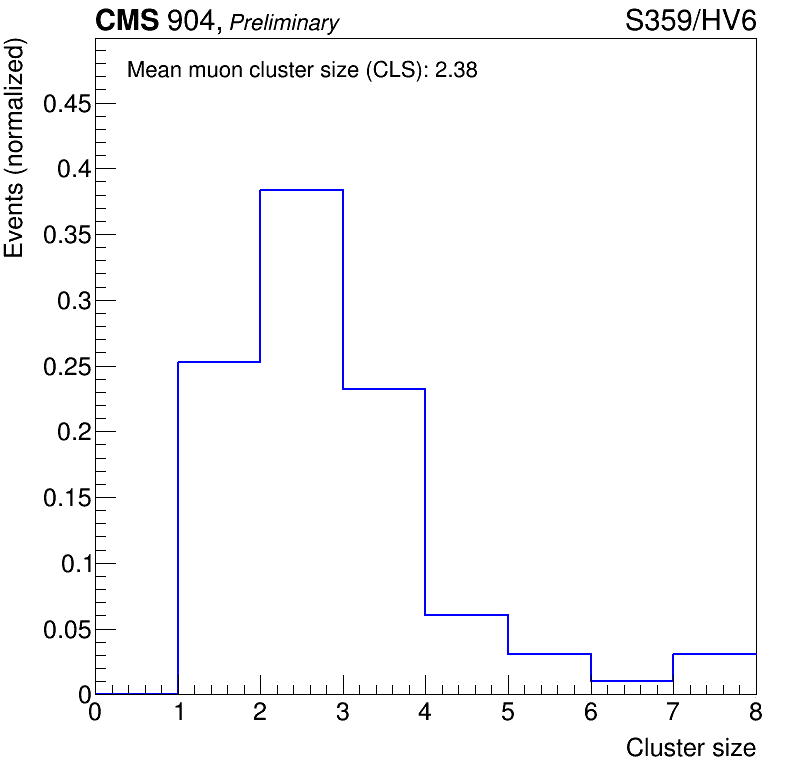 CMS 904, Preliminary S359/HV6
Mean muon cluster size (CLS): 2.38
Events (normalized)
0.45
0.4
0.35
0.3
0.25
0.2
0.15
0.1
0.05
0
0 1 2 3 4 5 6 7 8
Cluster size